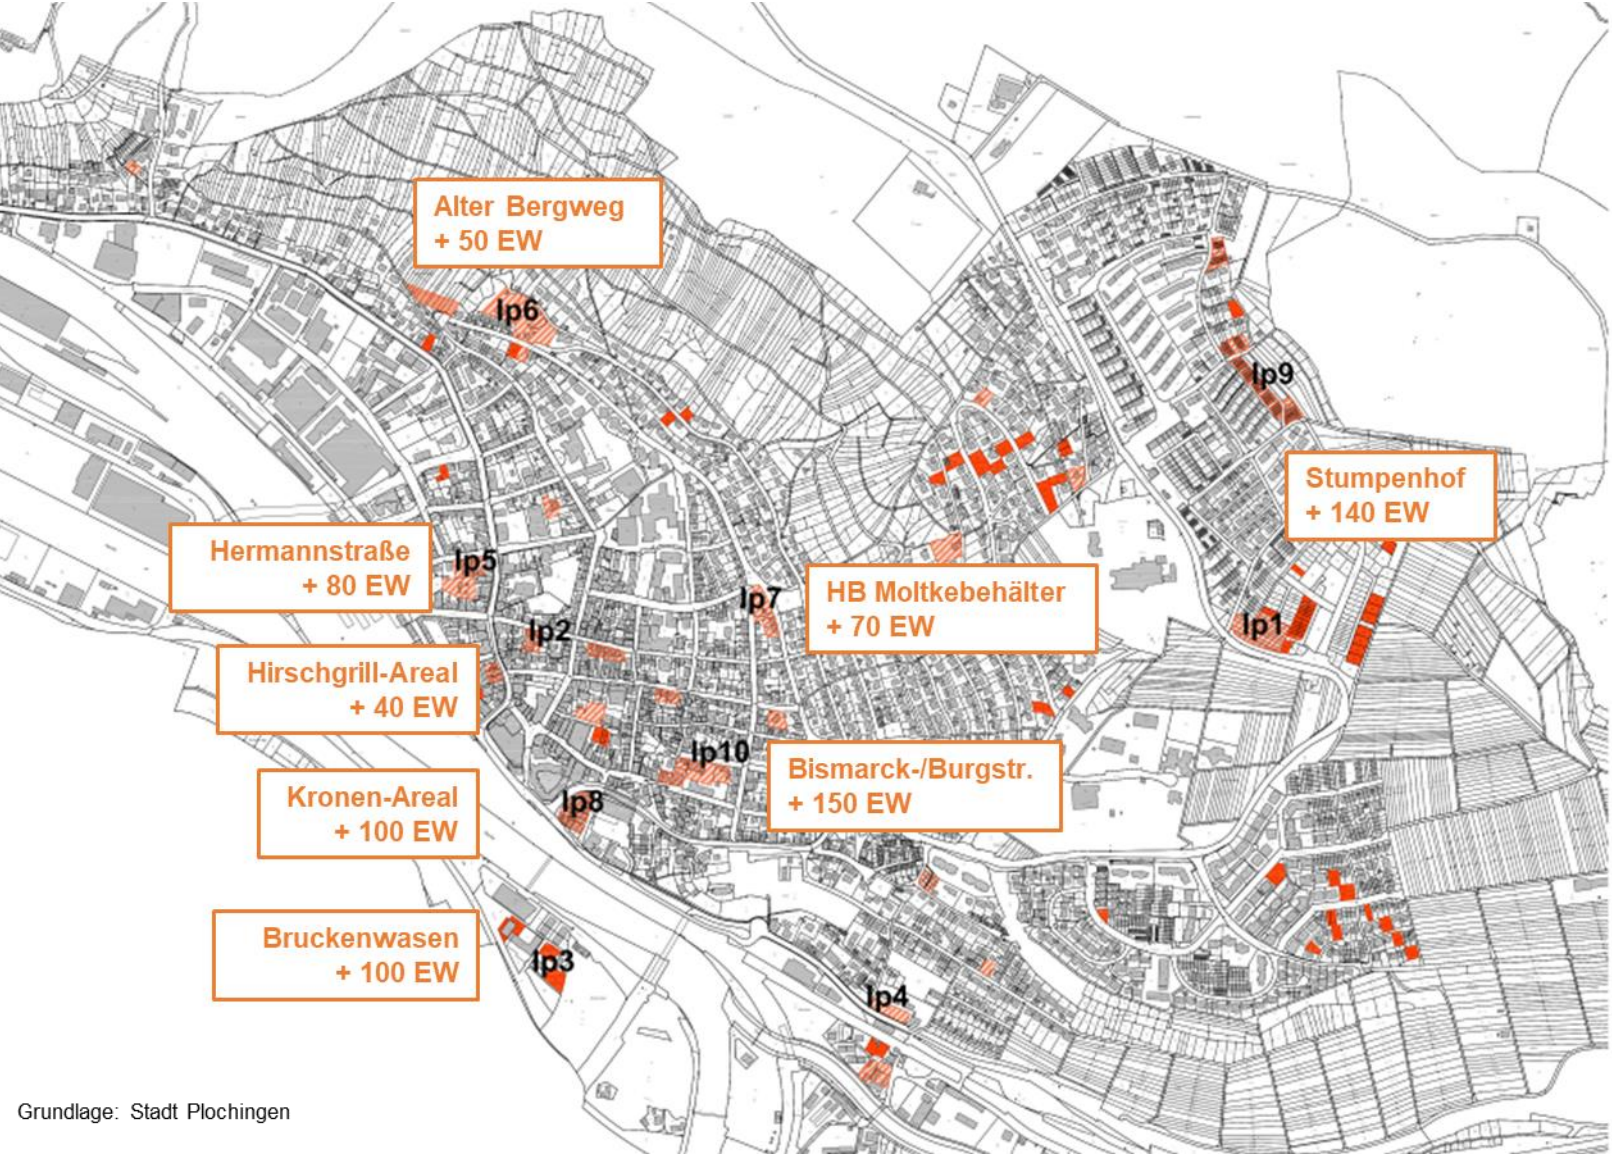 Alter Bergweg
+ 50 EW
Ip6
Ip9
Stumpenhof
+ 140 EW
Hermannstraße
+ 80 EW
Ip5
Ip7
HB Moltkebehälter
+ 70 EW
Ip1
Ip2
Hirschgrill-Areal
+ 40 EW
Ip10
Bismarck-/Burgstr.
+ 150 EW
Kronen-Areal
+ 100 EW
Ip8
Bruckenwasen
+ 100 EW
Ip3
Ip4
Grundlage: Stadt Plochingen